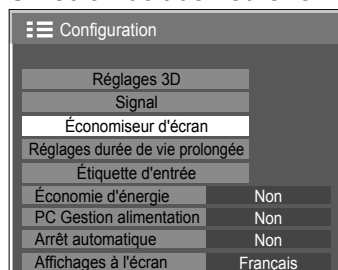 Configuration
Réglages 3D
Signal
Économiseur d'écran
Réglages durée de vie prolongée
Étiquette d'entrée
Économie d'énergie Non
PC Gestion alimentation Non
Arrêt automatique Non
Affichages à l'écran Français